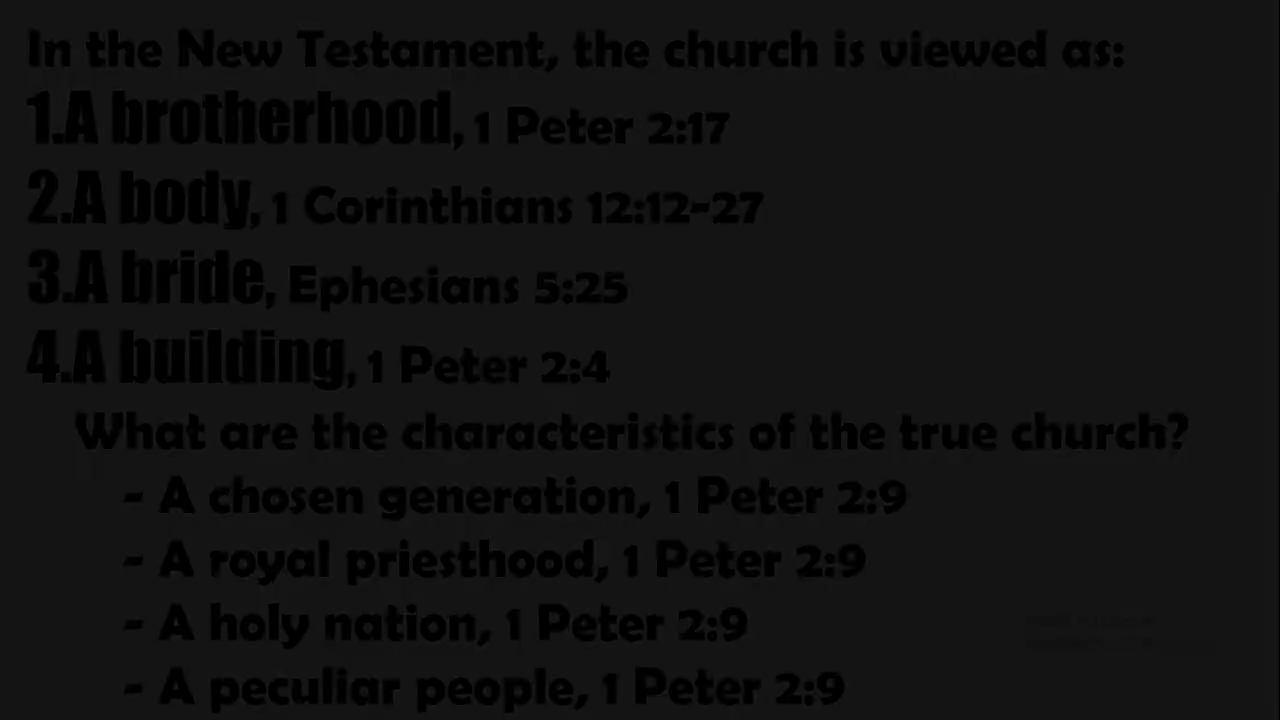 In the New Testament, the church is viewed as:
1.A brotherhood, 1 Peter 2:17
2.A body, 1 Corinthians 12:12-27
3.A bride, Ephesians 5:25
4.A building, 1 Peter 2:4
What are the characteristics of the true church?
- A chosen generation, 1 Peter 2:9
- A royal priesthood, 1 Peter 2:9
- A holy nation, 1 Peter 2:9
- A peculiar people, 1 Peter 2:9